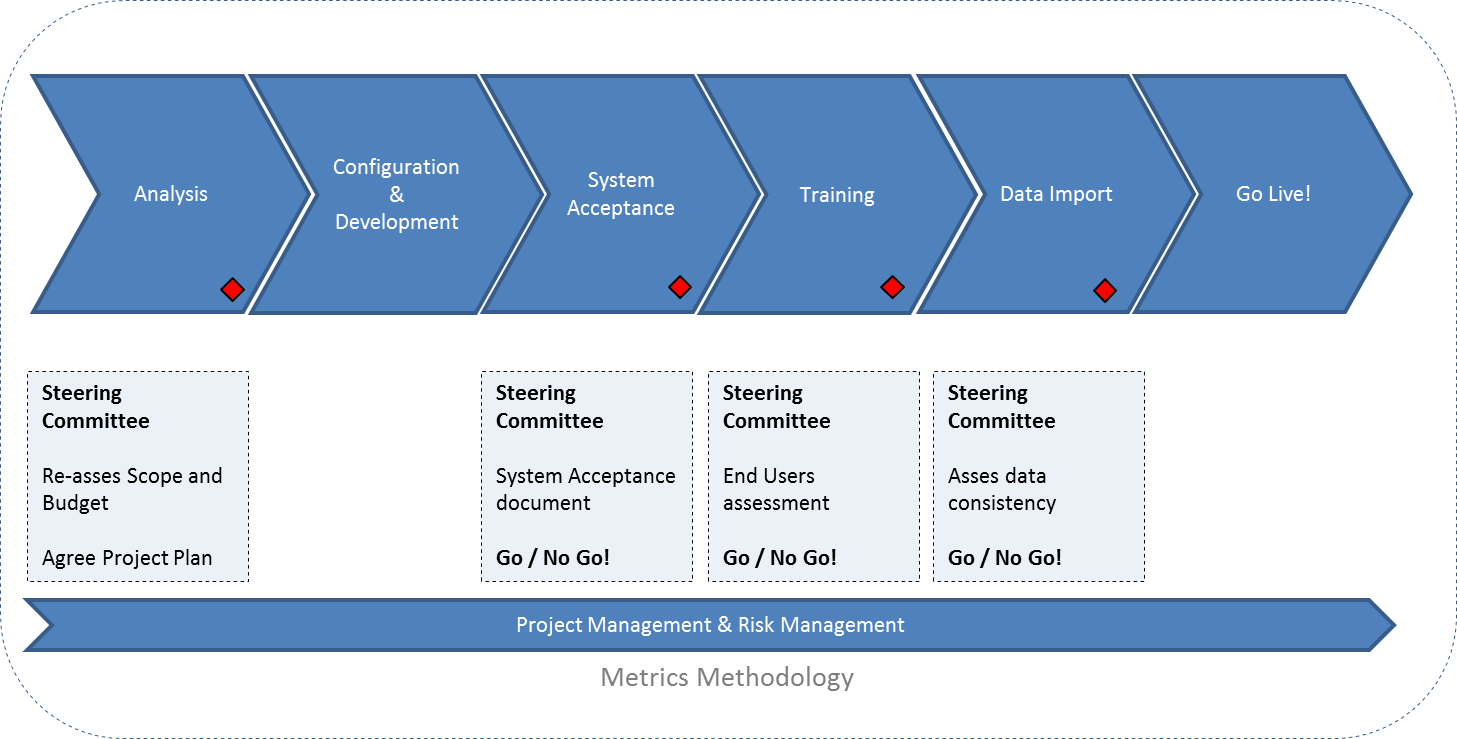 Analysis
Configuration
&
Development
System
Acceptance
Training
Data Import
Go Live!
Steering
Committee
Re-asses Scope and
Budget
Agree Project Plan
Steering
Committee
System Acceptance
document
Go / No Go!
Steering
Committee
End Users
assessment
Go / No Go!
Steering
Committee
Asses data
consistency
Go / No Go!
Project Management & Risk Management
Metrics Methodology